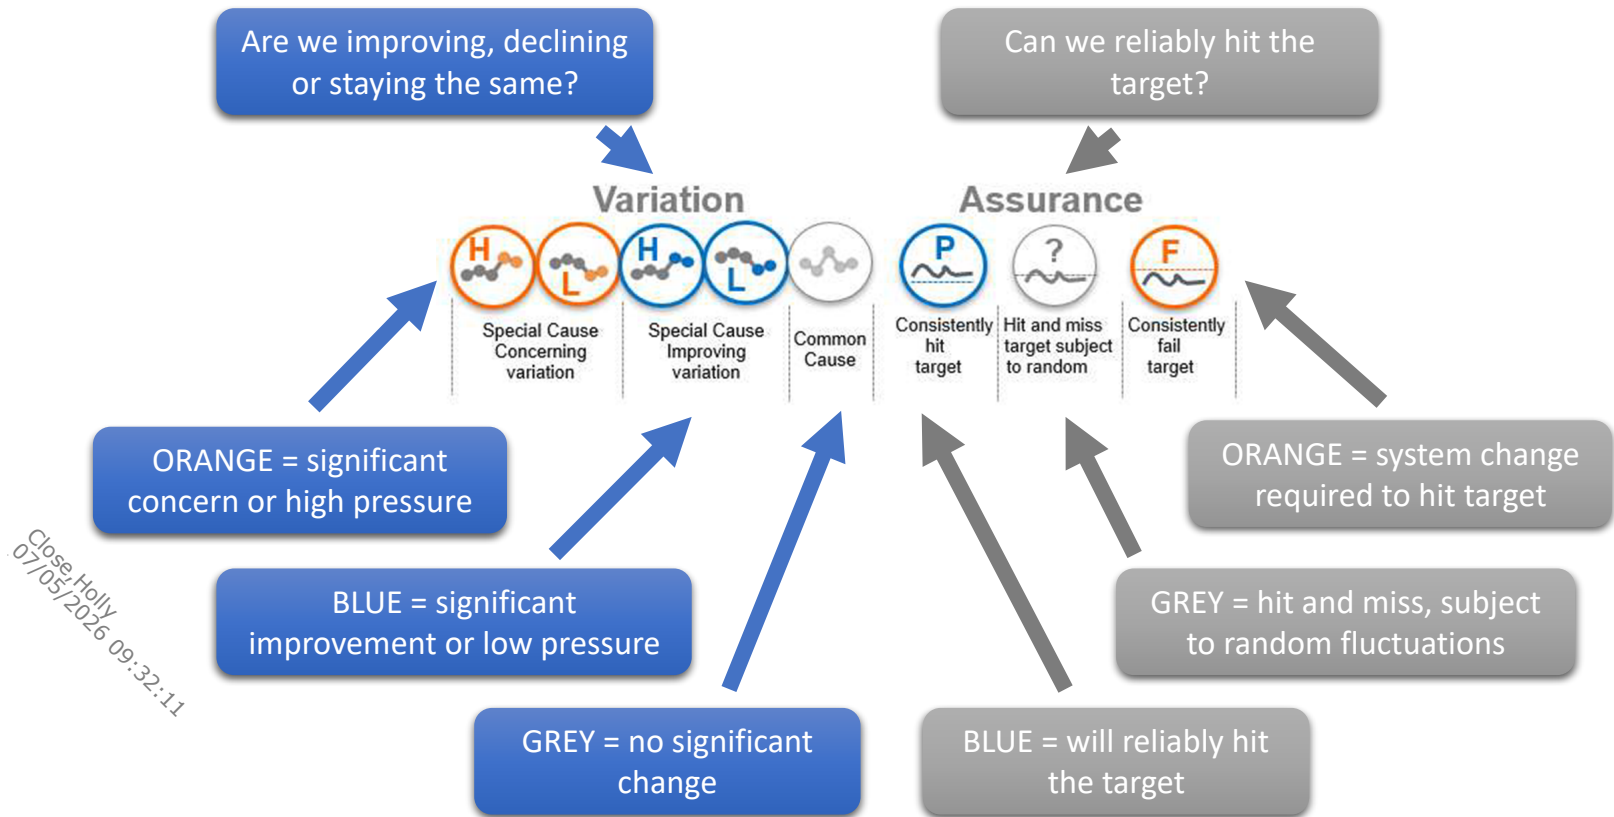 Are we improving, declining
or staying the same?
Can we reliably hit the
target?
Variation
Assurance
H
L
H
L
P
?
F
Special Cause
Concerning
variation
Special Cause
Improving
variation
Common
Cause
Consistently
hit
target
Hit and miss
target subject
to random
Consistently
fail
target
ORANGE = significant
concern or high pressure
ORANGE = system change
required to hit target
BLUE = significant
improvement or low pressure
GREY = hit and miss, subject
to random fluctuations
GREY = no significant
change
BLUE = will reliably hit
the target
Close,Holly
07/05/2026 09:32:11